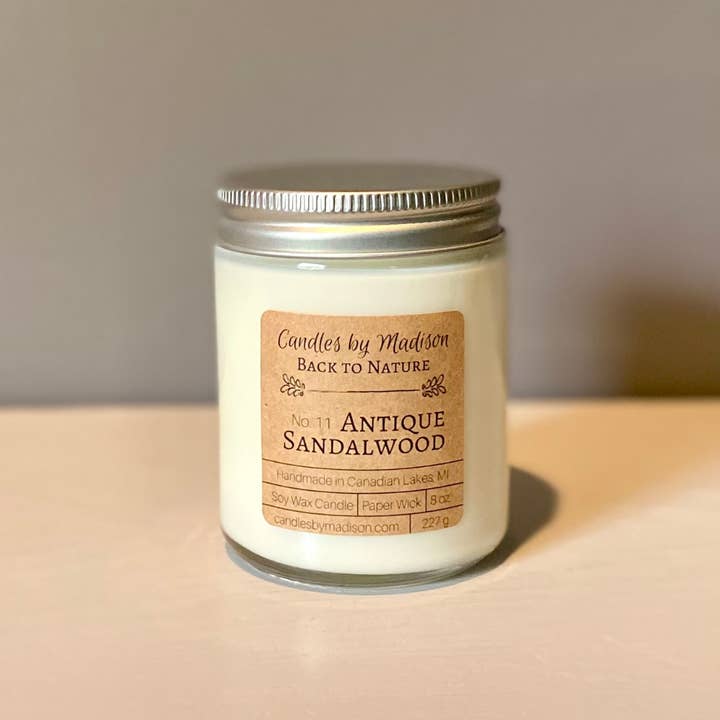 Candles by Madison
Back to Nature
No. 11 Antique
Sandalwood
Handmade in Canadian Lakes, MI
Soy Wax Candle Paper Wick 8 oz
candlesbymadison.com 227 g